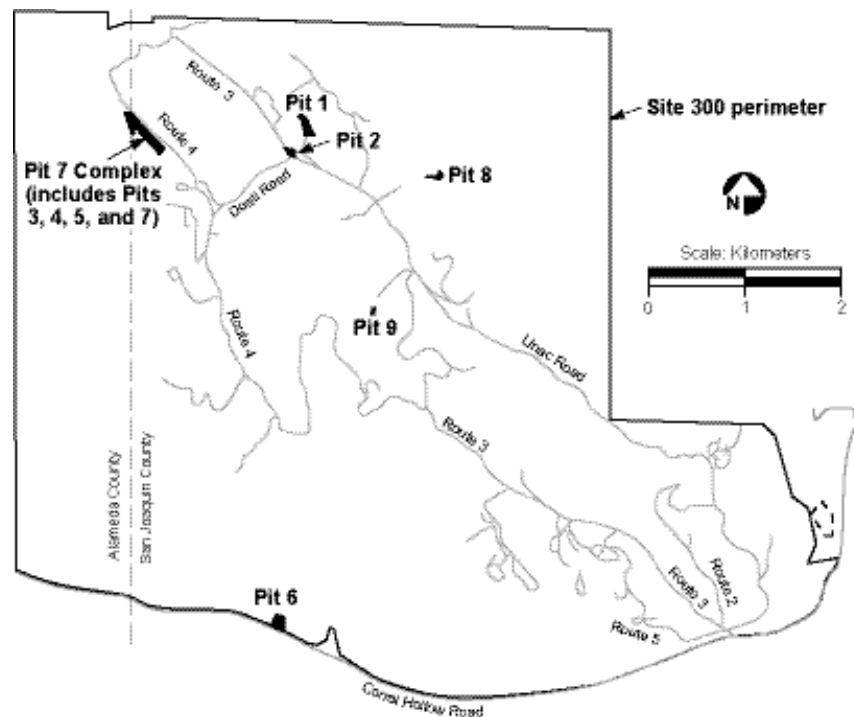 Route 3
Pit 1
Site 300 perimeter
Route 4
Pit 2
Pit 7 Complex
(includes Pits
3, 4, 5, and 7)
Doall Road
Pit 8
N
Scale: Kilometers
0 1 2
Pit 9
Route 4
Linac Road
Route 3
Alameda County
San Joaquin County
Pit 6
Route 3
Route 2
Route 5
Corral Hollow Road